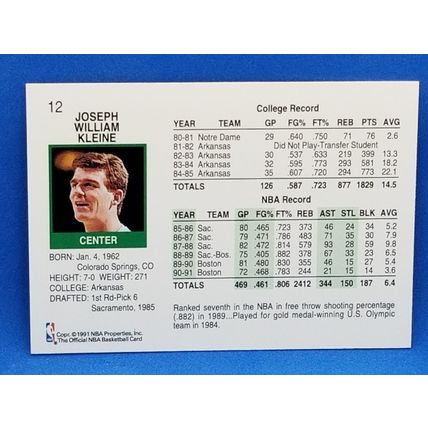 12
JOSEPH
WILLIAM
KLEINE
CENTER
BORN: Jan. 4, 1962
Colorado Springs, CO
HEIGHT: 7-0 WEIGHT: 271
COLLEGE: Arkansas
DRAFTED: 1st Rd-Pick 6
Sacramento, 1985
Copr. ©1991 NBA Properties, Inc.
The Official NBA Basketball Card
College Record
YEAR TEAM GP FG% FT% REB PTS AVG
80-81 Notre Dame 29 .640 .750 71 76 2.6
81-82 Arkansas Did Not Play-Transfer Student
82-83 Arkansas 30 .537 .633 219 399 13.3
83-84 Arkansas 32 .595 .773 293 581 18.2
84-85 Arkansas 35 .607 .720 294 773 22.1
TOTALS 126 .587 .723 877 1829 14.5
NBA Record
YEAR TEAM GP FG% FT% REB AST STL BLK AVG
85-86 Sac. 80 .465 .723 373 46 24 34 5.2
86-87 Sac. 79 .471 .786 483 71 35 30 7.9
87-88 Sac. 82 .472 .814 579 93 28 59 9.8
88-89 Sac.-Bos. 75 .405 .882 378 67 33 23 6.5
89-90 Boston 81 .480 .830 355 46 15 27 5.4
90-91 Boston 72 .468 .783 244 21 15 14 3.6
TOTALS 469 .461 .806 2412 344 150 187 6.4
Ranked seventh in the NBA in free throw shooting percentage
(.882) in 1989...Played for gold medal-winning U.S. Olympic
team in 1984.